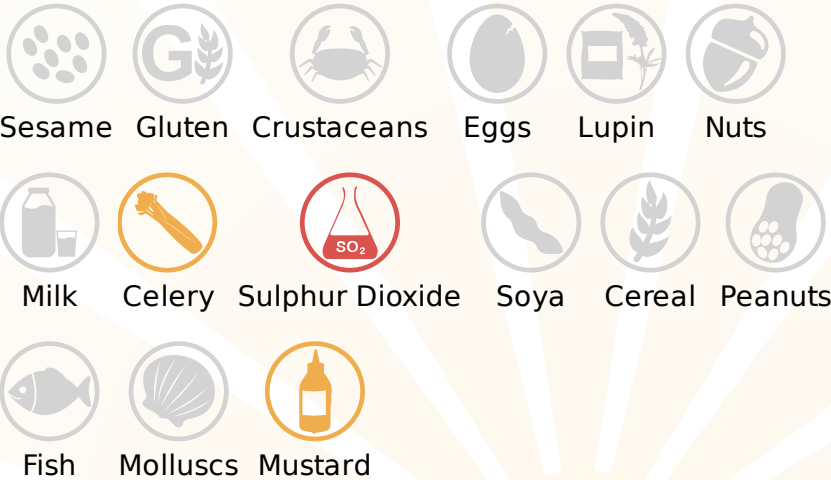 G
Sesame Gluten Crustaceans Eggs Lupin Nuts
SO₂
Milk Celery Sulphur Dioxide Soya Cereal Peanuts
Fish Molluscs Mustard